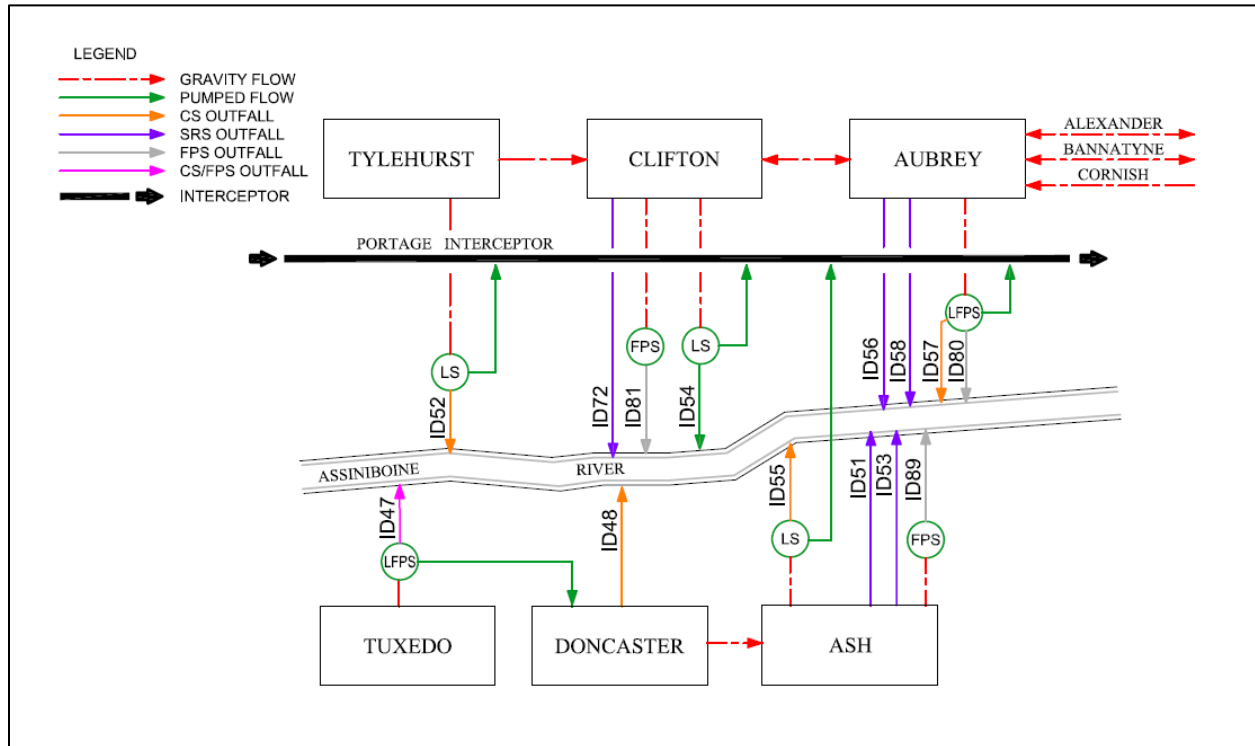 LEGEND
GRAVITY FLOW
PUMPED FLOW
CS OUTFALL
SRS OUTFALL
FPS OUTFALL
CS/FPS OUTFALL
INTERCEPTOR
TYLEHURST
CLIFTON
AUBREY
ALEXANDER
BANNATYNE
CORNISH
PORTAGE INTERCEPTOR
LS
FPS
LS
LFPS
ID52
ID72
ID81
ID54
ID56
ID58
ID57
ID80
ASSINIBOINE RIVER
ID47
ID48
ID55
ID51
ID53
ID89
LFPS
LS
FPS
TUXEDO
DONCASTER
ASH